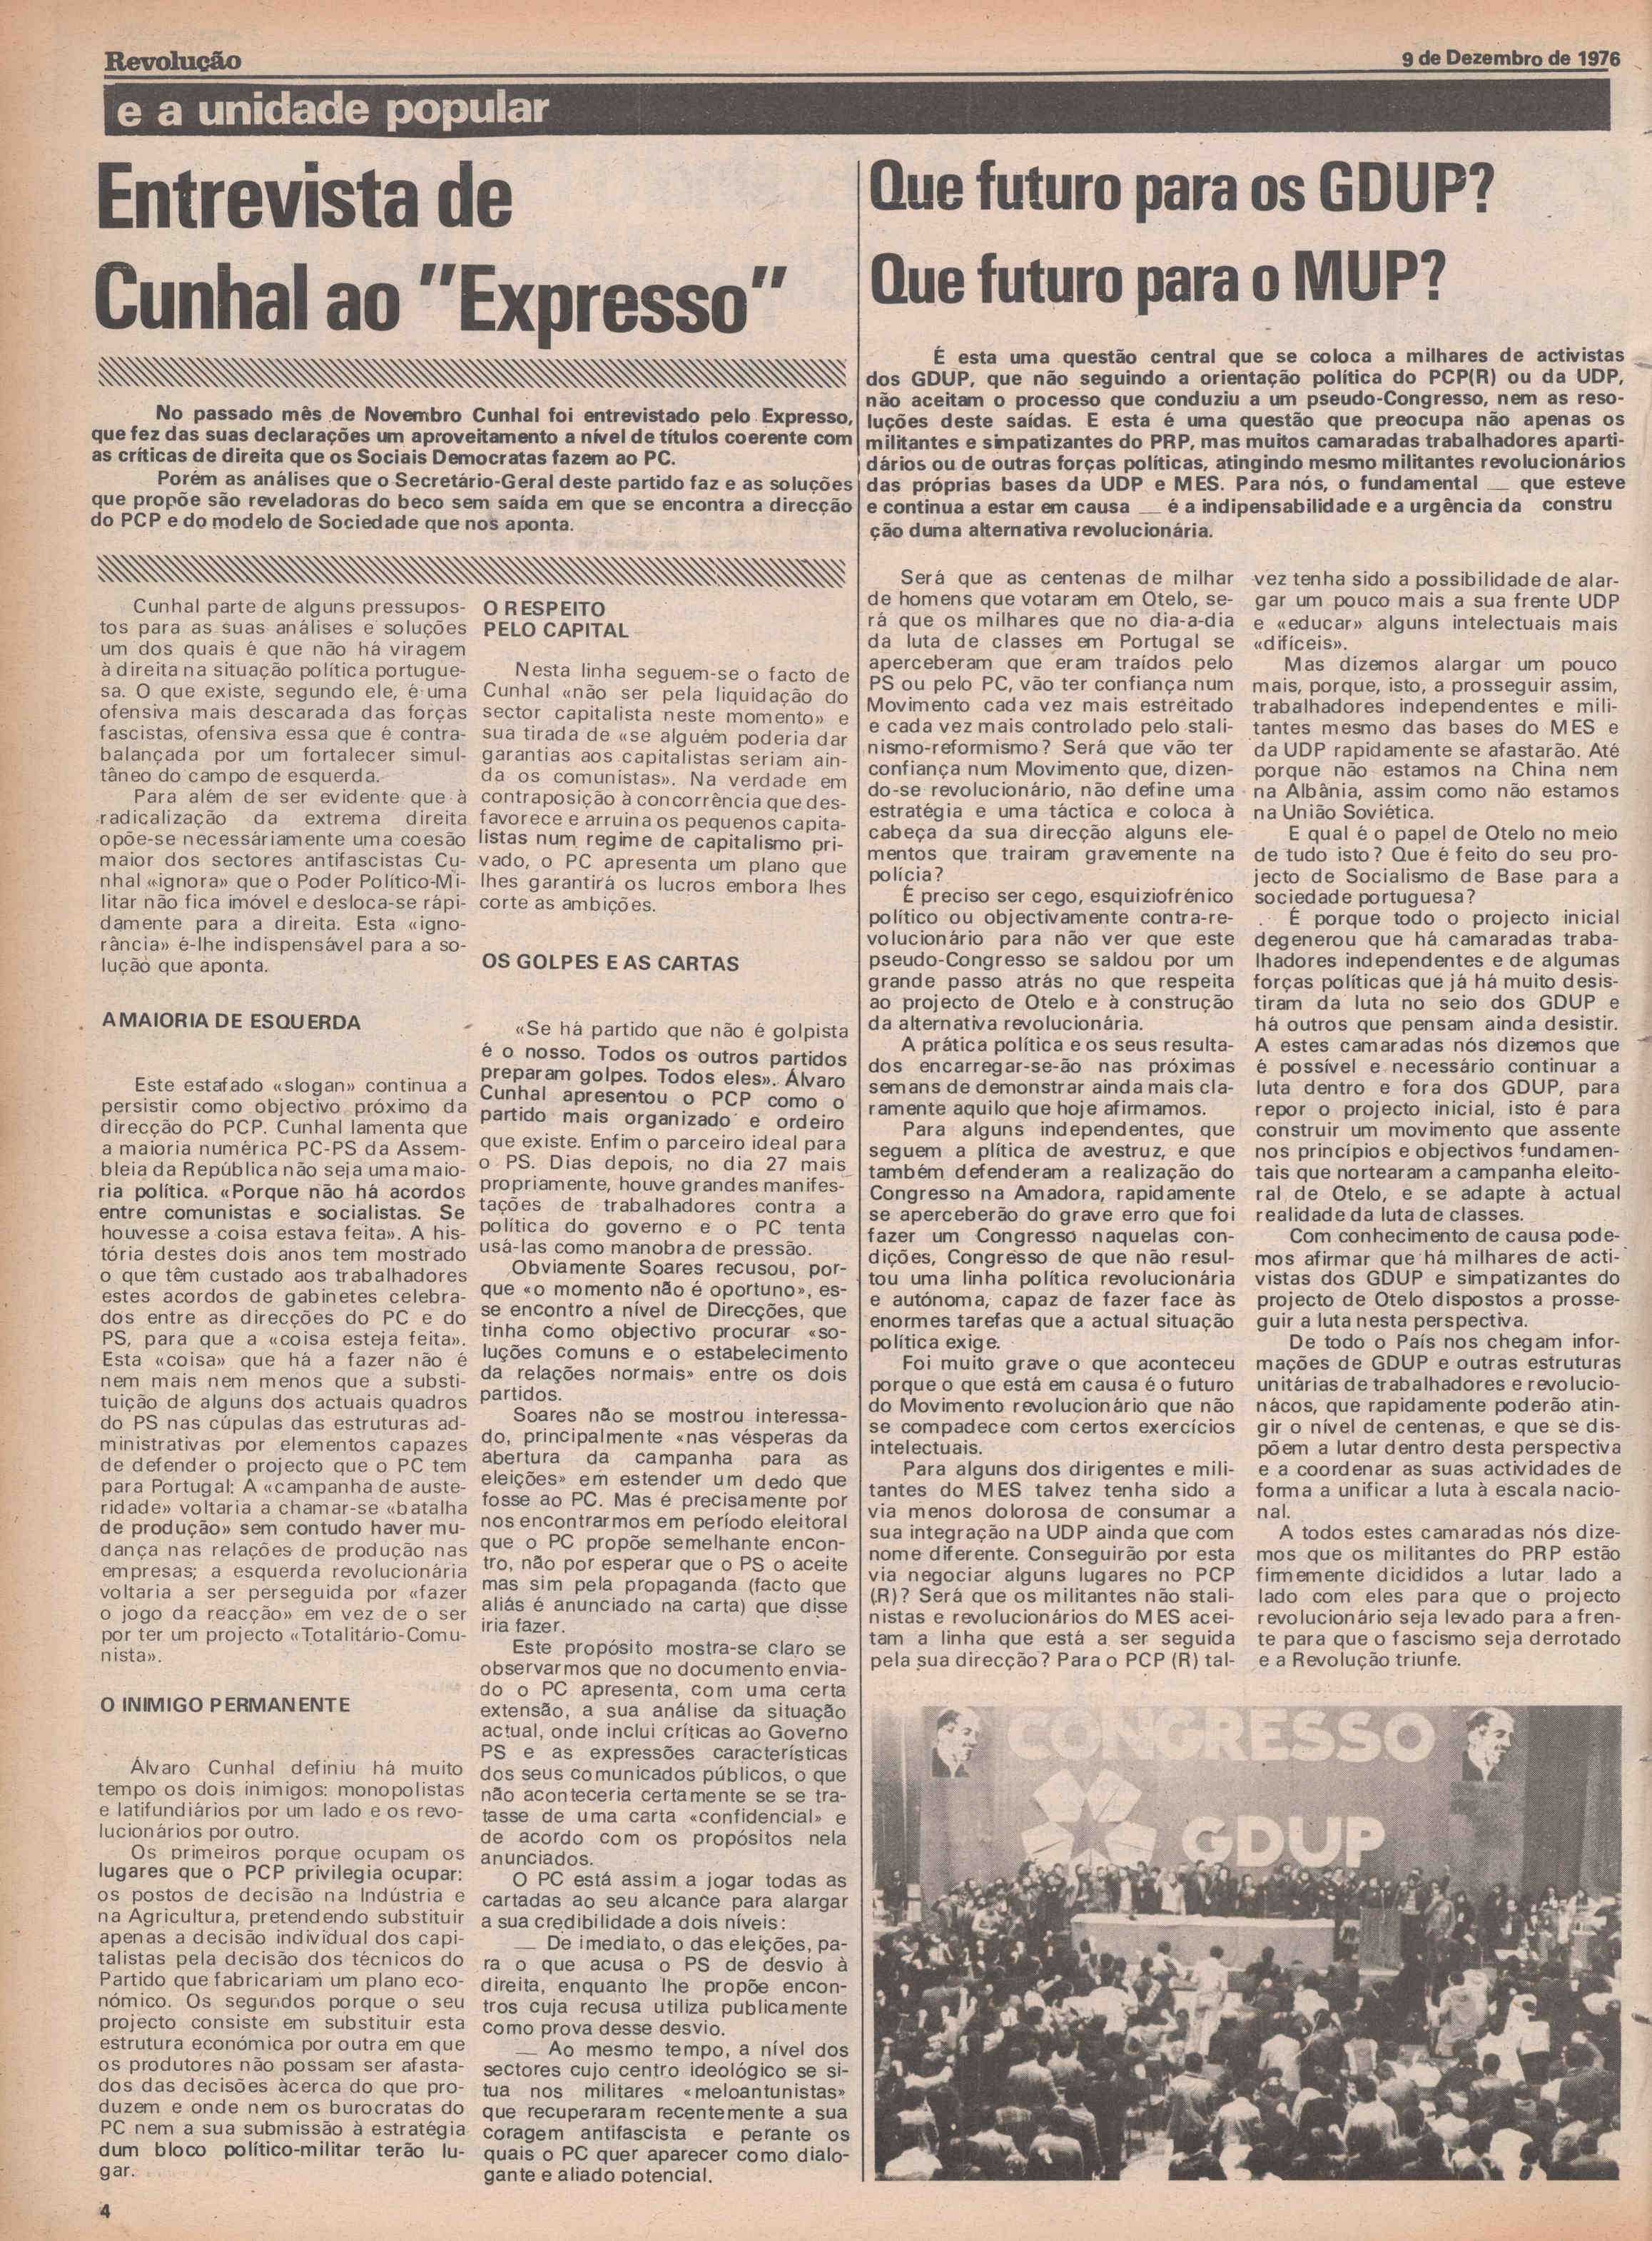 Revolução
9 de Dezembro de 1976
e a unidade popular
Entrevista de
Cunhal ao "Expresso"
No passado mês de Novembro Cunhal foi entrevistado pelo Expresso,
que fez das suas declarações um aproveitamento a nível de títulos coerente com
as críticas de direita que os Sociais Democratas fazem ao PC.
Porém as análises que o Secretário-Geral deste partido faz e as soluções
que propõe são reveladoras do beco sem saída em que se encontra a direcção
do PCP e do modelo de Sociedade que nos aponta.
Cunhal parte de alguns pressupos-
tos para as suas análises e soluções
um dos quais é que não há viragem
à direita na situação política portugue-
sa. O que existe, segundo ele, é uma
ofensiva mais descarada das forças
fascistas, ofensiva essa que é contra-
balançada por um fortalecer simul-
tâneo do campo de esquerda.
Para além de ser evidente que à
radicalização da extrema direita
opõe-se necessáriamente uma coesão
maior dos sectores antifascistas Cu-
nhal «ignora» que o Poder Político-Mi-
litar não fica imóvel e desloca-se rápi-
damente para a direita. Esta «igno-
rância» é-lhe indispensável para a so-
lução que aponta.
A MAIORIA DE ESQUERDA
Este estafado «slogan» continua a
persistir como objectivo próximo da
direcção do PCP. Cunhal lamenta que
a maioria numérica PC-PS da Assem-
bleia da República não seja uma maio-
ria política. «Porque não há acordos
entre comunistas e socialistas. Se
houvesse a coisa estava feita». A his-
tória destes dois anos tem mostrado
o que têm custado aos trabalhadores
estes acordos de gabinetes celebra-
dos entre as direcções do PC e do
PS, para que a «coisa esteja feita».
Esta «coisa» que há a fazer não é
nem mais nem menos que a substi-
tuição de alguns dos actuais quadros
do PS nas cúpulas das estruturas ad-
ministrativas por elementos capazes
de defender o projecto que o PC tem
para Portugal: A «campanha de auste-
ridade» voltaria a chamar-se «batalha
de produção» sem contudo haver mu-
dança nas relações de produção nas
empresas; a esquerda revolucionária
voltaria a ser perseguida por «fazer
o jogo da reacção» em vez de o ser
por ter um projecto «Totalitário-Comu-
nista».
O INIMIGO PERMANENTE
Álvaro Cunhal definiu há muito
tempo os dois inimigos: monopolistas
e latifundiários por um lado e os revo-
lucionários por outro.
Os primeiros porque ocupam os
lugares que o PCP privilegia ocupar:
os postos de decisão na Indústria e
na Agricultura, pretendendo substituir
apenas a decisão individual dos capi-
talistas pela decisão dos técnicos do
Partido que fabricariam um plano eco-
nómico. Os segundos porque o seu
projecto consiste em substituir esta
estrutura económica por outra em que
os produtores não possam ser afasta-
dos das decisões àcerca do que pro-
duzem e onde nem os burocratas do
PC nem a sua submissão à estratégia
dum bloco político-militar terão lu-
gar.
O RESPEITO
PELO CAPITAL
Nesta linha seguem-se o facto de
Cunhal «não ser pela liquidação do
sector capitalista neste momento» e
sua tirada de «se alguém poderia dar
garantias aos capitalistas seriam ain-
da os comunistas». Na verdade em
contraposição à concorrência que des-
favorece e arruina os pequenos capita-
listas num regime de capitalismo pri-
vado, o PC apresenta um plano que
lhes garantirá os lucros embora lhes
corte as ambições.
OS GOLPES E AS CARTAS
«Se há partido que não é golpista
é o nosso. Todos os outros partidos
preparam golpes. Todos eles». Álvaro
Cunhal apresentou o PCP como o
partido mais organizado e ordeiro
que existe. Enfim o parceiro ideal para
o PS. Dias depois, no dia 27 mais
propriamente, houve grandes manifes-
tações de trabalhadores contra a
política do governo e o PC tenta
usá-las como manobra de pressão.
Obviamente Soares recusou, por-
que «o momento não é oportuno», es-
se encontro a nível de Direcções, que
tinha como objectivo procurar «so-
luções comuns e o estabelecimento
da relações normais» entre os dois
partidos.
Soares não se mostrou interessa-
do, principalmente «nas vésperas da
abertura da campanha para as
eleições» em estender um dedo que
fosse ao PC. Mas é precisamente por
nos encontrarmos em período eleitoral
que o PC propõe semelhante encon-
tro, não por esperar que o PS o aceite
mas sim pela propaganda (facto que
aliás é anunciado na carta) que disse
iria fazer.
Este propósito mostra-se claro se
observarmos que no documento envia-
do o PC apresenta, com uma certa
extensão, a sua análise da situação
actual, onde inclui críticas ao Governo
PS e as expressões características
dos seus comunicados públicos, o que
não aconteceria certamente se se tra-
tasse de uma carta «confidencial» e
de acordo com os propósitos nela
anunciados.
O PC está assim a jogar todas as
cartadas ao seu alcance para alargar
a sua credibilidade a dois níveis:
— De imediato, o das eleições, pa-
ra o que acusa o PS de desvio à
direita, enquanto lhe propõe encon-
tros cuja recusa utiliza publicamente
como prova desse desvio.
— Ao mesmo tempo, a nível dos
sectores cujo centro ideológico se si-
tua nos militares «meloantunistas»
que recuperaram recentemente a sua
coragem antifascista e perante os
quais o PC quer aparecer como dialo-
gante e aliado potencial.
Que futuro para os GDUP?
Que futuro para o MUP?
É esta uma questão central que se coloca a milhares de activistas
dos GDUP, que não seguindo a orientação política do PCP(R) ou da UDP,
não aceitam o processo que conduziu a um pseudo-Congresso, nem as reso-
luções deste saídas. E esta é uma questão que preocupa não apenas os
militantes e simpatizantes do PRP, mas muitos camaradas trabalhadores aparti-
dários ou de outras forças políticas, atingindo mesmo militantes revolucionários
das próprias bases da UDP e MES. Para nós, o fundamental — que esteve
e continua a estar em causa — é a indipensabilidade e a urgência da constru
ção duma alternativa revolucionária.
Será que as centenas de milhar
de homens que votaram em Otelo, se-
rá que os milhares que no dia-a-dia
da luta de classes em Portugal se
aperceberam que eram traídos pelo
PS ou pelo PC, vão ter confiança num
Movimento cada vez mais estreitado
e cada vez mais controlado pelo stali-
nismo-reformismo? Será que vão ter
confiança num Movimento que, dizen-
do-se revolucionário, não define uma
estratégia e uma táctica e coloca à
cabeça da sua direcção alguns ele-
mentos que trairam gravemente na
polícia?
É preciso ser cego, esquiziofrénico
político ou objectivamente contra-re-
volucionário para não ver que este
pseudo-Congresso se saldou por um
grande passo atrás no que respeita
ao projecto de Otelo e à construção
da alternativa revolucionária.
A prática política e os seus resulta-
dos encarregar-se-ão nas próximas
semans de demonstrar ainda mais cla-
ramente aquilo que hoje afirmamos.
Para alguns independentes, que
seguem a plítica de avestruz, e que
também defenderam a realização do
Congresso na Amadora, rapidamente
se aperceberão do grave erro que foi
fazer um Congresso naquelas con-
dições, Congresso de que não resul-
tou uma linha política revolucionária
e autónoma, capaz de fazer face às
enormes tarefas que a actual situação
política exige.
Foi muito grave o que aconteceu
porque o que está em causa é o futuro
do Movimento revolucionário que não
se compadece com certos exercícios
intelectuais.
Para alguns dos dirigentes e mili-
tantes do MES talvez tenha sido a
via menos dolorosa de consumar a
sua integração na UDP ainda que com
nome diferente. Conseguirão por esta
via negociar alguns lugares no PCP
(R)? Será que os militantes não stali-
nistas e revolucionários do MES acei-
tam a linha que está a ser seguida
pela sua direcção? Para o PCP (R) tal-
vez tenha sido a possibilidade de alar-
gar um pouco mais a sua frente UDP
e «educar» alguns intelectuais mais
«difíceis».
Mas dizemos alargar um pouco
mais, porque, isto, a prosseguir assim,
trabalhadores independentes e mili-
tantes mesmo das bases do MES e
da UDP rapidamente se afastarão. Até
porque não estamos na China nem
na Albânia, assim como não estamos
na União Soviética.
E qual é o papel de Otelo no meio
de tudo isto? Que é feito do seu pro-
jecto de Socialismo de Base para a
sociedade portuguesa?
É porque todo o projecto inicial
degenerou que há camaradas traba-
lhadores independentes e de algumas
forças políticas que já há muito desis-
tiram da luta no seio dos GDUP e
há outros que pensam ainda desistir.
A estes camaradas nós dizemos que
é possível e necessário continuar a
luta dentro e fora dos GDUP, para
repor o projecto inicial, isto é para
construir um movimento que assente
nos princípios e objectivos fundamen-
tais que nortearam a campanha eleito-
ral de Otelo, e se adapte à actual
realidade da luta de classes.
Com conhecimento de causa pode-
mos afirmar que há milhares de acti-
vistas dos GDUP e simpatizantes do
projecto de Otelo dispostos a prosse-
guir a luta nesta perspectiva.
De todo o País nos chegam infor-
mações de GDUP e outras estruturas
unitárias de trabalhadores e revolucio-
nácos, que rapidamente poderão atin-
gir o nível de centenas, e que se dis-
põem a lutar dentro desta perspectiva
e a coordenar as suas actividades de
forma a unificar a luta à escala nacio-
nal.
A todos estes camaradas nós dize-
mos que os militantes do PRP estão
firmemente dicididos a lutar lado a
lado com eles para que o projecto
revolucionário seja levado para a fren-
te para que o fascismo seja derrotado
e a Revolução triunfe.
CONGRESSO
GDUP
4